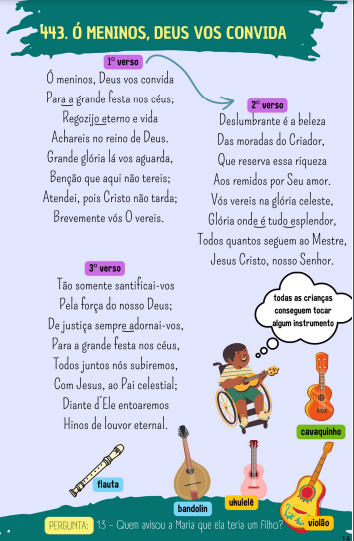 443. Ó MENINOS, DEUS VOS CONVIDA
1º verso
Ó meninos, Deus vos convida
Para a grande festa nos céus;
Regozijo eterno e vida
Achareis no reino de Deus.
Grande glória lá vos aguarda,
Benção que aqui não tereis;
Atendei, pois Cristo não tarda;
Brevemente vós O vereis.
2º verso
Deslumbrante é a beleza
Das moradas do Criador,
Que reserva essa riqueza
Aos remidos por Seu amor.
Vós vereis na glória celeste,
Glória onde é tudo esplendor,
Todos quantos seguem ao Mestre,
Jesus Cristo, nosso Senhor.
3º verso
Tão somente santificai-vos
Pela força do nosso Deus;
De justiça sempre adornai-vos,
Para a grande festa nos céus,
Todos juntos nós subiremos,
Com Jesus, ao Pai celestial;
Diante d'Ele entoaremos
Hinos de louvor eternal.
todas as crianças
conseguem tocar
algum instrumento
cavaquinho
flauta
bandolin
ukulelê
violão
PERGUNTA: 13 - Quem avisou a Maria que ela teria um filho?
14